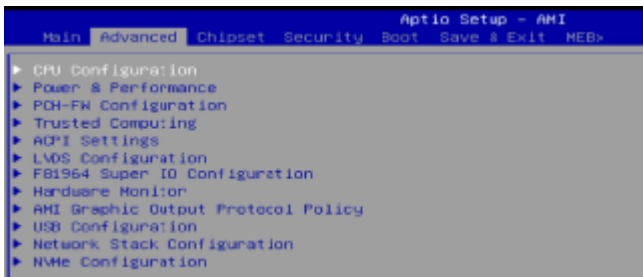 Aptio Setup - AMI
Main Advanced Chipset Security Boot Save & Exit MEBx
▶ CPU Configuration
▶ Power & Performance
▶ PCH-FW Configuration
▶ Trusted Computing
▶ ACPI Settings
▶ LVDS Configuration
▶ F81964 Super IO Configuration
▶ Hardware Monitor
▶ AMI Graphic Output Protocol Policy
▶ USB Configuration
▶ Network Stack Configuration
▶ NVMe Configuration